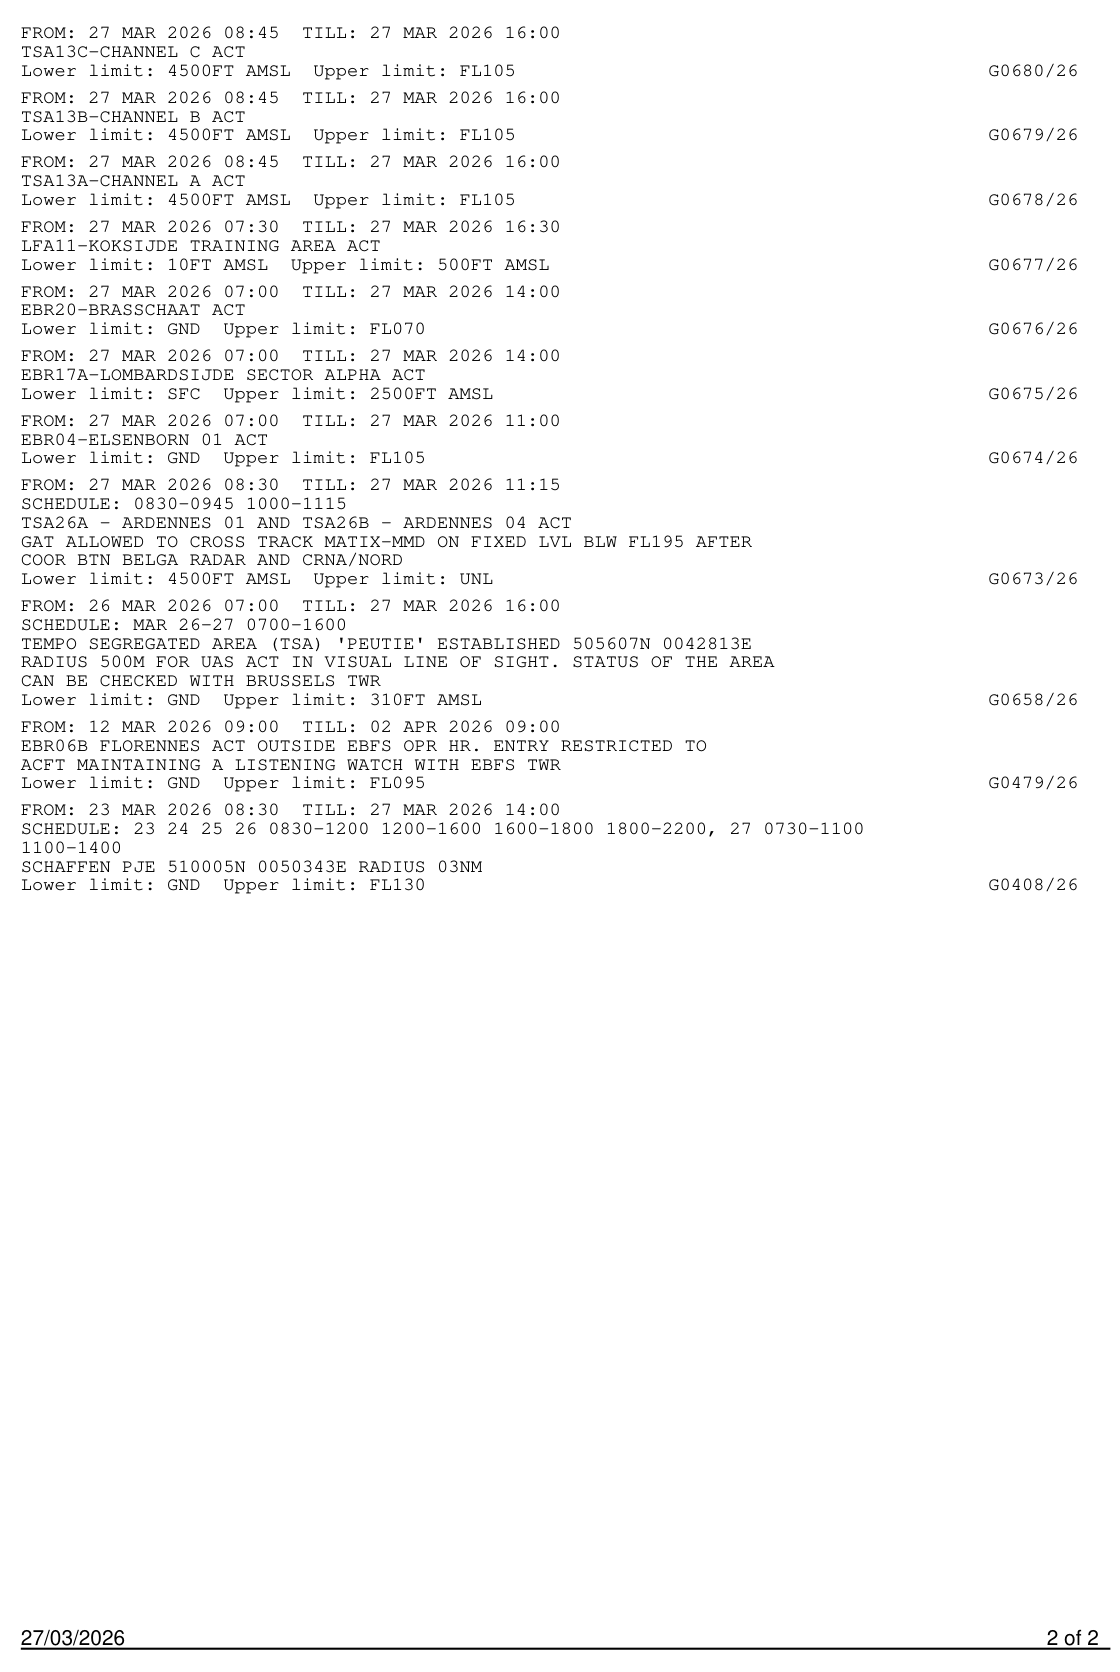 FROM: 27 MAR 2026 08:45  TILL: 27 MAR 2026 16:00
TSA13C-CHANNEL C ACT
Lower limit: 4500FT AMSL  Upper limit: FL105 G0680/26
FROM: 27 MAR 2026 08:45  TILL: 27 MAR 2026 16:00
TSA13B-CHANNEL B ACT
Lower limit: 4500FT AMSL  Upper limit: FL105 G0679/26
FROM: 27 MAR 2026 08:45  TILL: 27 MAR 2026 16:00
TSA13A-CHANNEL A ACT
Lower limit: 4500FT AMSL  Upper limit: FL105 G0678/26
FROM: 27 MAR 2026 07:30  TILL: 27 MAR 2026 16:30
LFA11-KOKSIJDE TRAINING AREA ACT
Lower limit: 10FT AMSL  Upper limit: 500FT AMSL G0677/26
FROM: 27 MAR 2026 07:00  TILL: 27 MAR 2026 14:00
EBR20-BRASSCHAAT ACT
Lower limit: GND  Upper limit: FL070 G0676/26
FROM: 27 MAR 2026 07:00  TILL: 27 MAR 2026 14:00
EBR17A-LOMBARDSIJDE SECTOR ALPHA ACT
Lower limit: SFC  Upper limit: 2500FT AMSL G0675/26
FROM: 27 MAR 2026 07:00  TILL: 27 MAR 2026 11:00
EBR04-ELSENBORN 01 ACT
Lower limit: GND  Upper limit: FL105 G0674/26
FROM: 27 MAR 2026 08:30  TILL: 27 MAR 2026 11:15
SCHEDULE: 0830-0945 1000-1115
TSA26A - ARDENNES 01 AND TSA26B - ARDENNES 04 ACT
GAT ALLOWED TO CROSS TRACK MATIX-MMD ON FIXED LVL BLW FL195 AFTER
COOR BTN BELGA RADAR AND CRNA/NORD
Lower limit: 4500FT AMSL  Upper limit: UNL G0673/26
FROM: 26 MAR 2026 07:00  TILL: 27 MAR 2026 16:00
SCHEDULE: MAR 26-27 0700-1600
TEMPO SEGREGATED AREA (TSA) 'PEUTIE' ESTABLISHED 505607N 0042813E
RADIUS 500M FOR UAS ACT IN VISUAL LINE OF SIGHT. STATUS OF THE AREA
CAN BE CHECKED WITH BRUSSELS TWR
Lower limit: GND  Upper limit: 310FT AMSL G0658/26
FROM: 12 MAR 2026 09:00  TILL: 02 APR 2026 09:00
EBR06B FLORENNES ACT OUTSIDE EBFS OPR HR. ENTRY RESTRICTED TO
ACFT MAINTAINING A LISTENING WATCH WITH EBFS TWR
Lower limit: GND  Upper limit: FL095 G0479/26
FROM: 23 MAR 2026 08:30  TILL: 27 MAR 2026 14:00
SCHEDULE: 23 24 25 26 0830-1200 1200-1600 1600-1800 1800-2200, 27 0730-1100
1100-1400
SCHAFFEN PJE 510005N 0050343E RADIUS 03NM
Lower limit: GND  Upper limit: FL130 G0408/26
27/03/2026 2 of 2